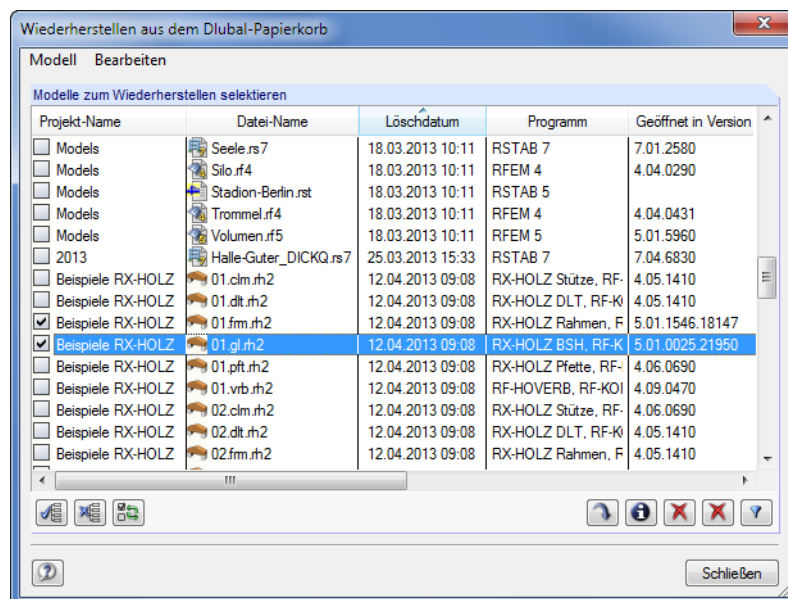 Wiederherstellen aus dem Dlubal-Papierkorb
Modell Bearbeiten
Modelle zum Wiederherstellen selektieren
Projekt-Name Datei-Name Löschdatum Programm Geöffnet in Version
Models Seele.rs7 18.03.2013 10:11 RSTAB 7 7.01.2580
Models Silo.rf4 18.03.2013 10:11 RFEM 4 4.04.0290
Models Stadion-Berlin.rst 18.03.2013 10:11 RSTAB 5
Models Trommel.rf4 18.03.2013 10:11 RFEM 4 4.04.0431
Models Volumen.rf5 18.03.2013 10:11 RFEM 5 5.01.5960
2013 Halle-Guter_DICKQ.rs7 25.03.2013 15:33 RSTAB 7 7.04.6830
Beispiele RX-HOLZ 01.clm.rh2 12.04.2013 09:08 RX-HOLZ Stütze, RF- 4.05.1410
Beispiele RX-HOLZ 01.dlt.rh2 12.04.2013 09:08 RX-HOLZ DLT, RF-K 4.05.1410
Beispiele RX-HOLZ 01.frm.rh2 12.04.2013 09:08 RX-HOLZ Rahmen, F 5.01.1546.18147
Beispiele RX-HOLZ 01.gl.rh2 12.04.2013 09:08 RX-HOLZ BSH, RF-K 5.01.0025.21950
Beispiele RX-HOLZ 01.pft.rh2 12.04.2013 09:08 RX-HOLZ Pfette, RF- 4.06.0690
Beispiele RX-HOLZ 01.vrb.rh2 12.04.2013 09:08 RF-HOVERB, RF-KOI 4.09.0470
Beispiele RX-HOLZ 02.clm.rh2 12.04.2013 09:08 RX-HOLZ Stütze, RF- 4.06.0690
Beispiele RX-HOLZ 02.dlt.rh2 12.04.2013 09:08 RX-HOLZ DLT, RF-K 4.05.1410
Beispiele RX-HOLZ 02.frm.rh2 12.04.2013 09:08 RX-HOLZ Rahmen, F 4.05.1410
Schließen